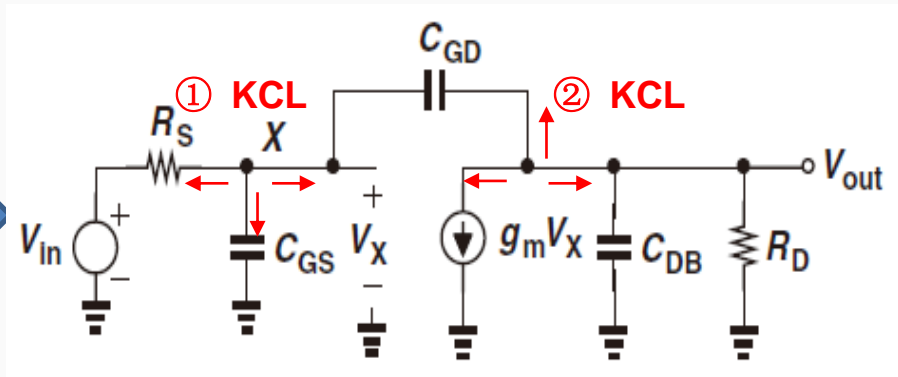 C_GD
① KCL
② KCL
R_S
X
V_out
+
+
V_in
C_GS
V_X
g_mV_X
C_DB
R_D
−
−